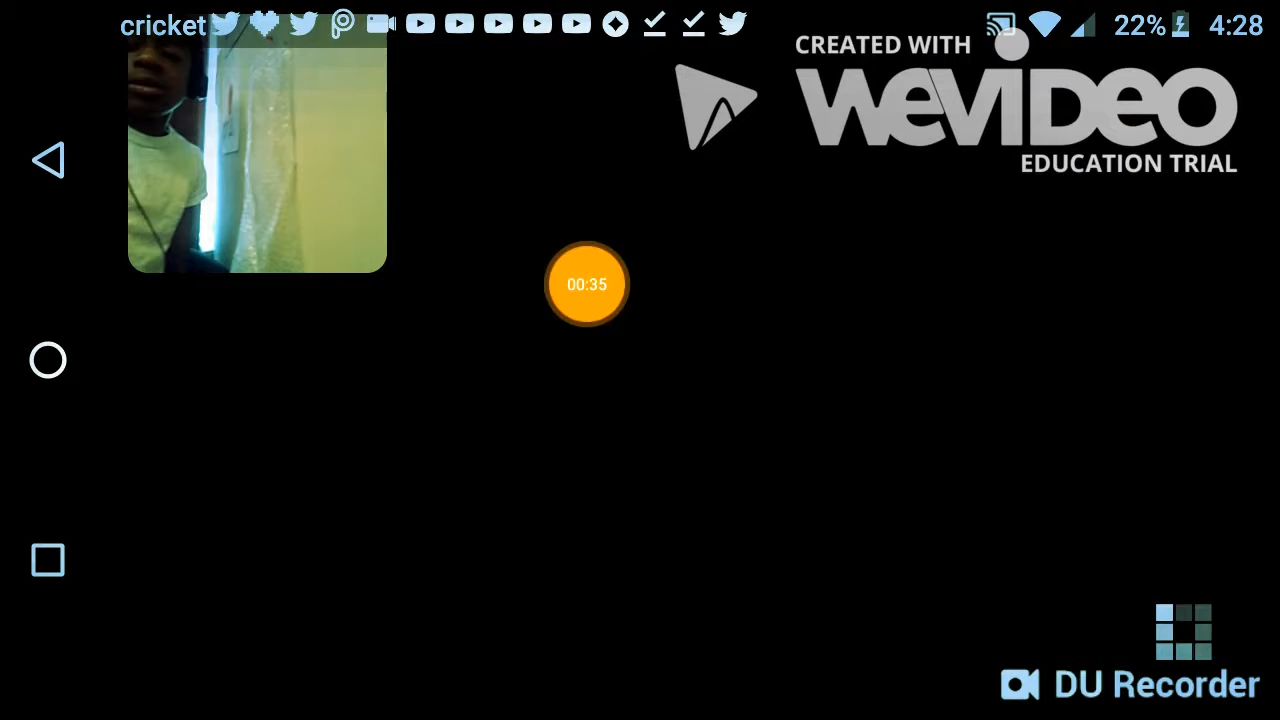 cricket 22% 4:28
CREATED WITH
WEVIDEO
EDUCATION TRIAL
00:35
DU Recorder